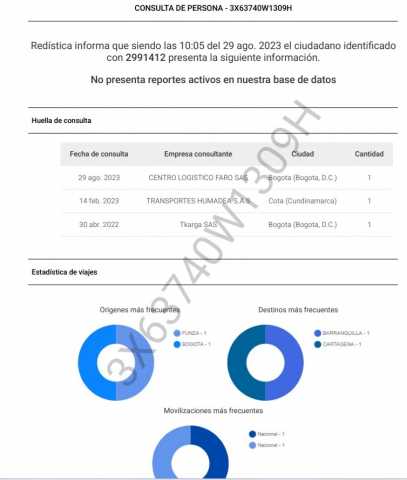 CONSULTA DE PERSONA - 3X63740W1309H
Redística informa que siendo las 10:05 del 29 ago. 2023 el ciudadano identificado
con 2991412 presenta la siguiente información.
No presenta reportes activos en nuestra base de datos
Huella de consulta
Fecha de consulta Empresa consultante Ciudad Cantidad
29 ago. 2023 CENTRO LOGISTICO FARO SAS Bogota (Bogota, D.C.) 1
14 feb. 2023 TRANSPORTES HUMADEA S.A.S. Cota (Cundinamarca) 1
30 abr. 2022 Tkarga SAS Bogota (Bogota, D.C.) 1
3X63740W1309H
Estadística de viajes
Origenes más frecuentes Destinos más frecuentes
FUNZA - 1 BARRANQUILLA - 1
BOGOTA - 1 CARTAGENA - 1
Movilizaciones más frecuentes
Nacional - 1
Nacional - 1